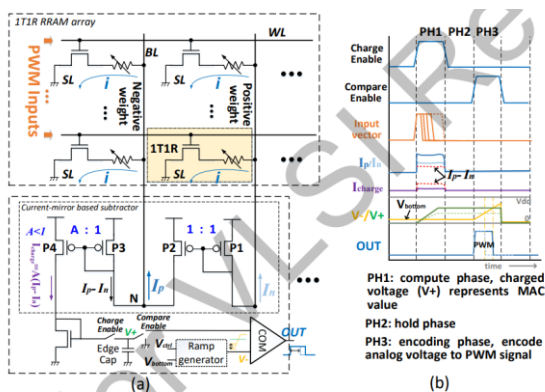 1T1R RRAM array
WL
BL
PWM Inputs
...
SL
i
Negative weight
SL
i
Positive weight
...
1T1R
SL
i
SL
i
...
Current-mirror based subtractor
A<1
A : 1
1 : 1
P4
P3
P2
P1
Icharge=A(Ip-In)
Ip-In
N
Ip
In
...
Charge Enable
Compare Enable
V+
Edge Cap
Vctrl
Vbottom
Ramp generator
V-
COM
OUT
(a)
PH1 PH2 PH3
Charge Enable
Compare Enable
Input vector
Ip/In
Ip-In
Icharge
Vbottom
V-/V+
OUT
PWM
time
PH1: compute phase, charged
voltage (V+) represents MAC
value
PH2: hold phase
PH3: encoding phase, encode
analog voltage to PWM signal
(b)